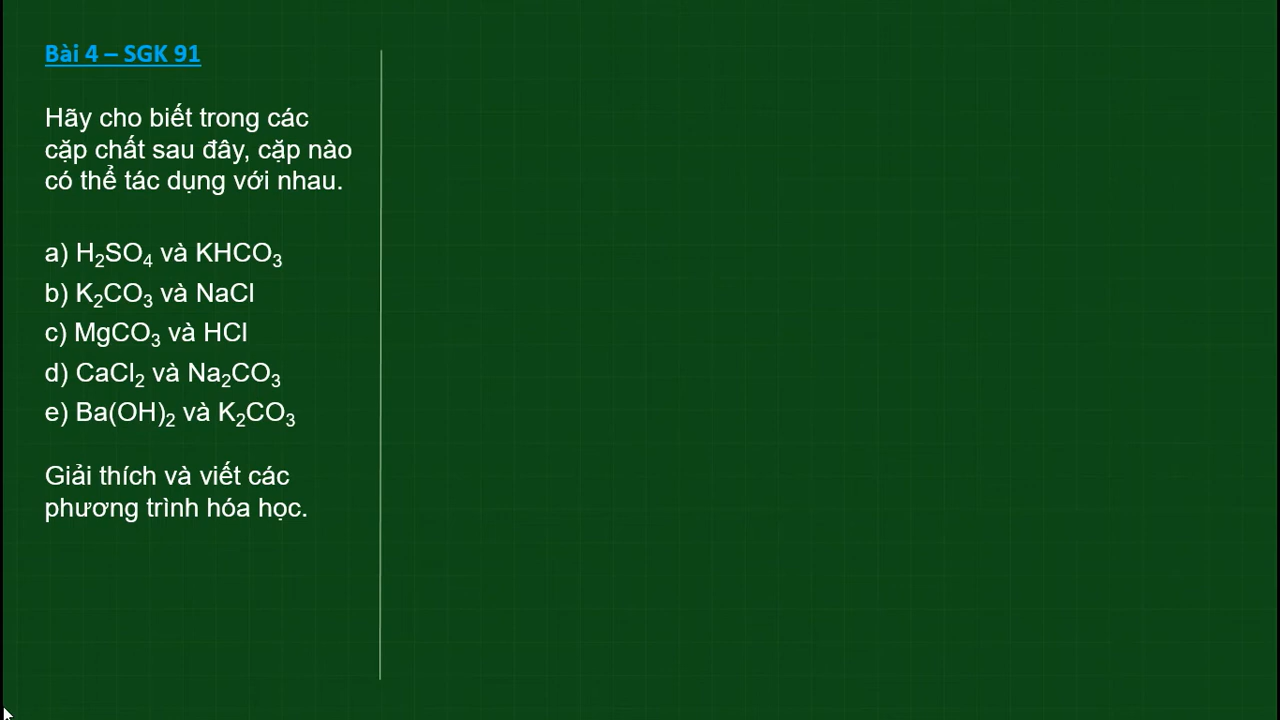 Bài 4 – SGK 91
Hãy cho biết trong các
cặp chất sau đây, cặp nào
có thể tác dụng với nhau.
a) H₂SO₄ và KHCO₃
b) K₂CO₃ và NaCl
c) MgCO₃ và HCl
d) CaCl₂ và Na₂CO₃
e) Ba(OH)₂ và K₂CO₃
Giải thích và viết các
phương trình hóa học.